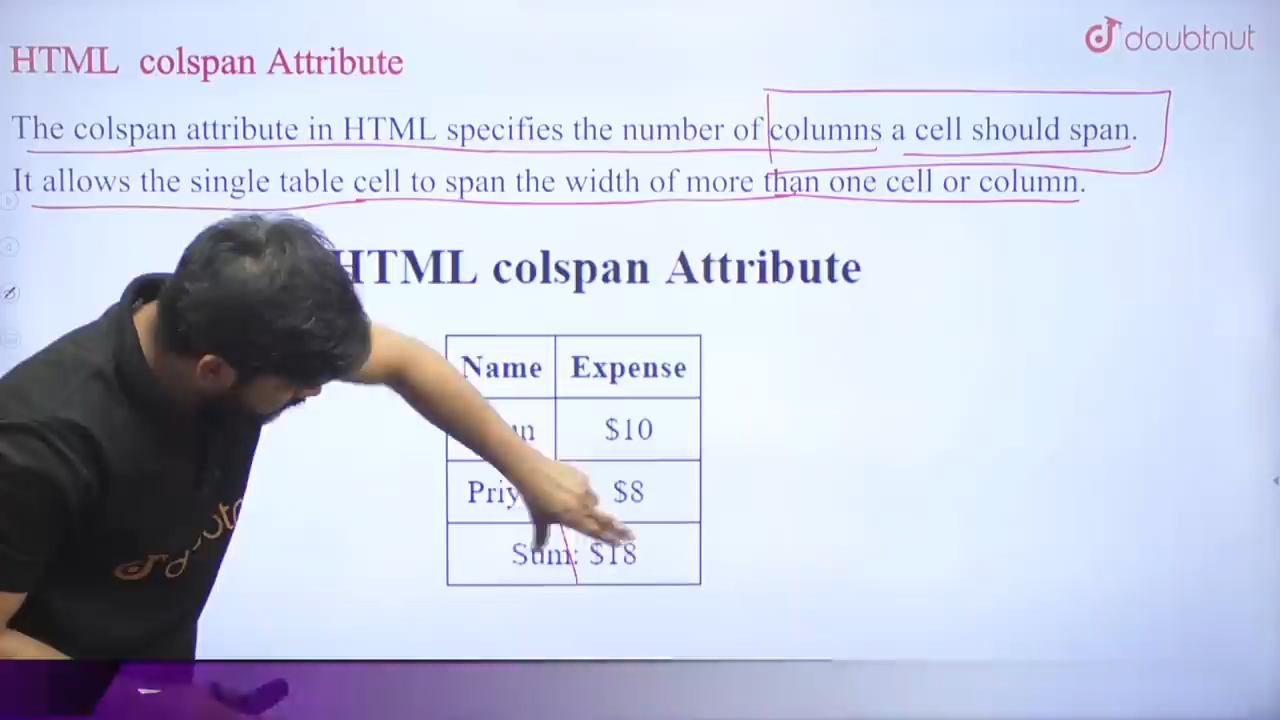 doubtnut
HTML colspan Attribute
The colspan attribute in HTML specifies the number of columns a cell should span.
It allows the single table cell to span the width of more than one cell or column.
HTML colspan Attribute
Name Expense
$10
$8
Sum: $18